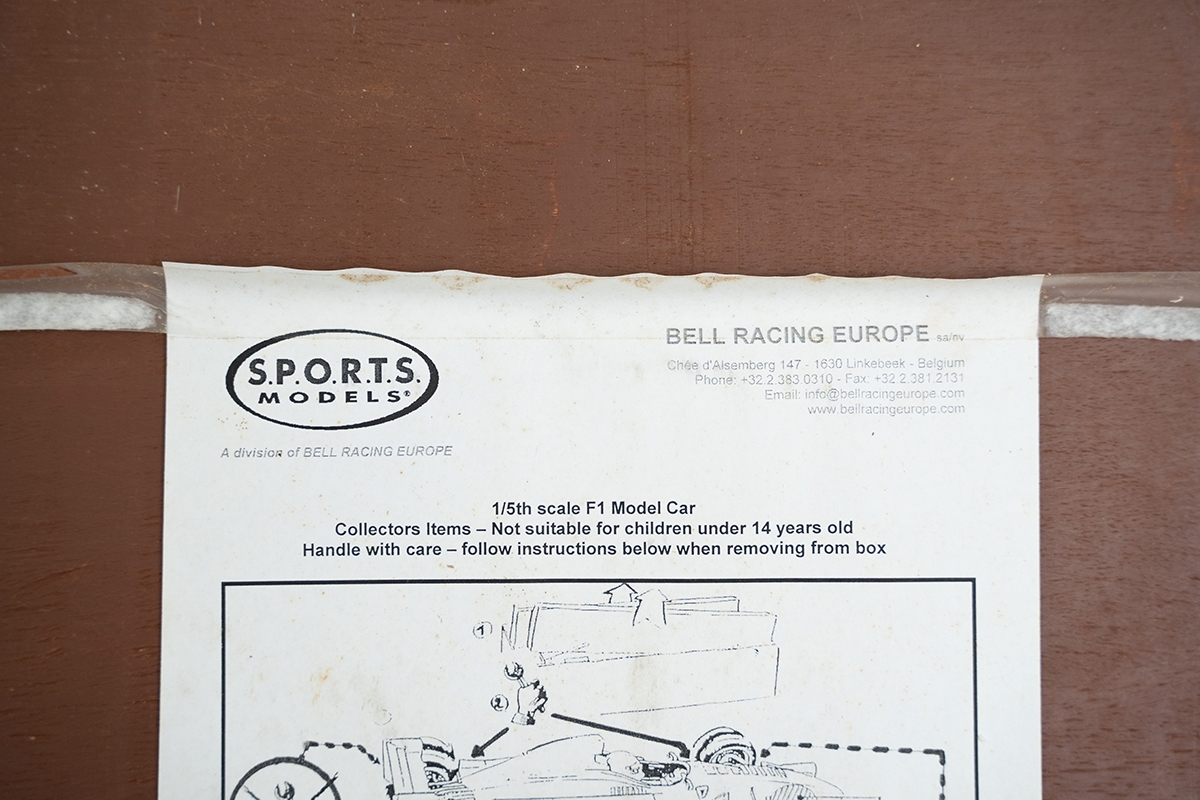 S.P.O.R.T.S.
MODELS®
A division of BELL RACING EUROPE
BELL RACING EUROPE sa/nv
Chée d'Alsemberg 147 - 1630 Linkebeek - Belgium
Phone: +32.2.383.0310 - Fax: +32.2.381.2131
Email: info@bellracingeurope.com
www.bellracingeurope.com
1/5th scale F1 Model Car
Collectors Items – Not suitable for children under 14 years old
Handle with care – follow instructions below when removing from box
1
2